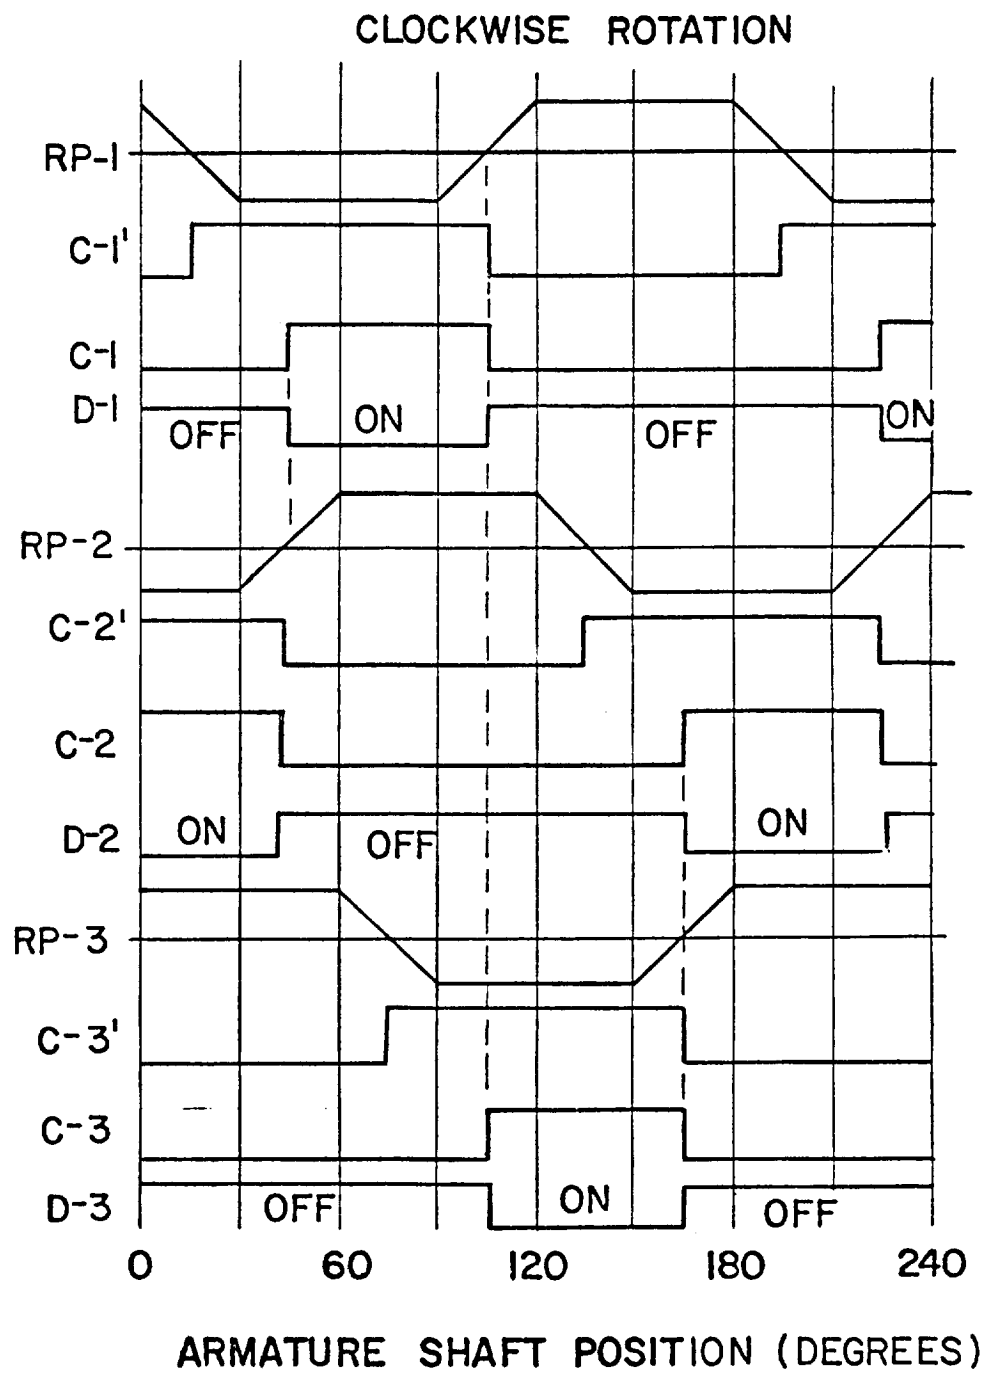 CLOCKWISE ROTATION
RP-1
C-1'
C-1
D-1
OFF ON OFF ON
RP-2
C-2'
C-2
D-2
ON OFF ON
RP-3
C-3'
C-3
D-3
OFF ON OFF
0 60 120 180 240
ARMATURE SHAFT POSITION (DEGREES)